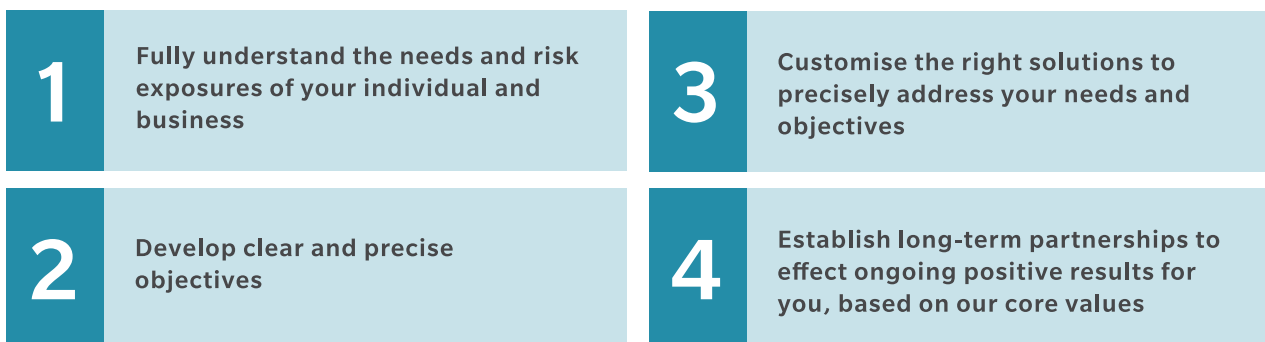 1
Fully understand the needs and risk
exposures of your individual and
business
2
Develop clear and precise
objectives
3
Customise the right solutions to
precisely address your needs and
objectives
4
Establish long-term partnerships to
effect ongoing positive results for
you, based on our core values